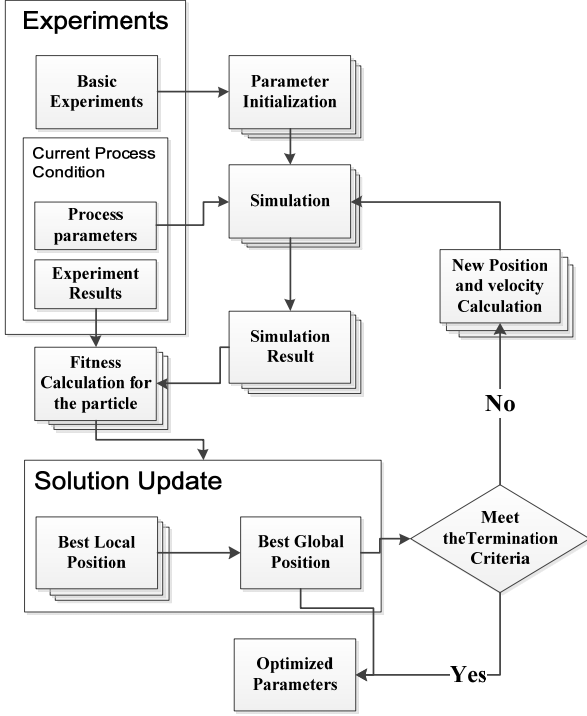 Experiments
Basic
Experiments
Parameter
Initialization
Current Process
Condition
Process
parameters
Simulation
Experiment
Results
New Position
and velocity
Calculation
Simulation
Result
Fitness
Calculation for
the particle
No
Solution Update
Best Local
Position
Best Global
Position
Meet
theTermination
Criteria
Optimized
Parameters
Yes